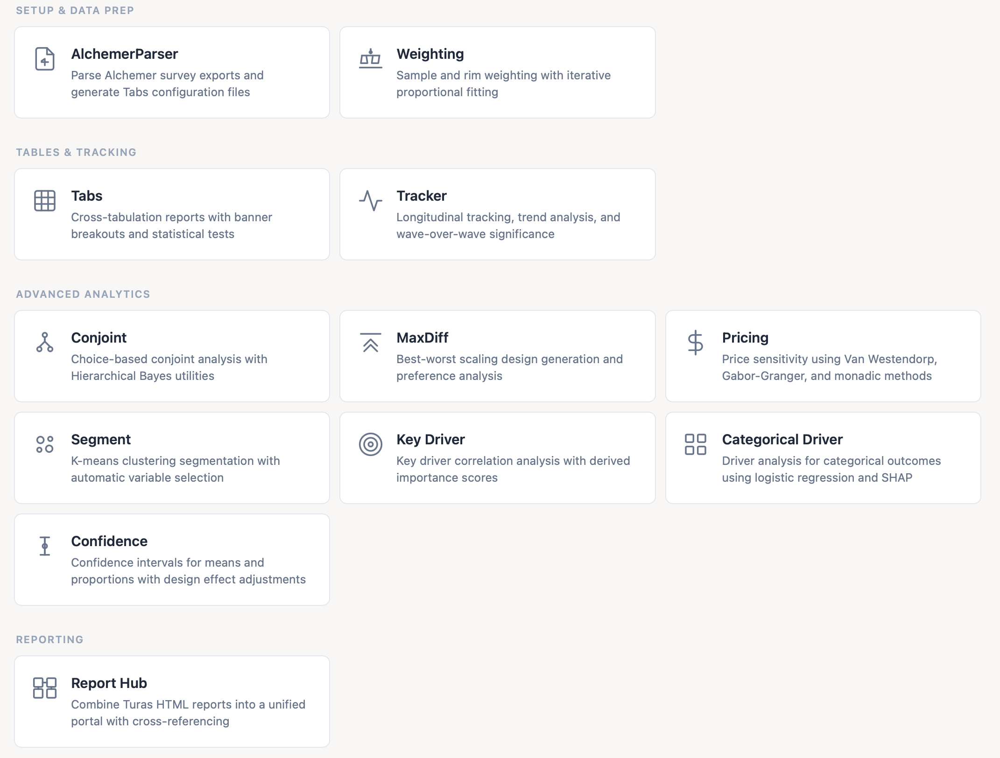 SETUP & DATA PREP
AlchemerParser
Parse Alchemer survey exports and
generate Tabs configuration files
Weighting
Sample and rim weighting with iterative
proportional fitting
TABLES & TRACKING
Tabs
Cross-tabulation reports with banner
breakouts and statistical tests
Tracker
Longitudinal tracking, trend analysis, and
wave-over-wave significance
ADVANCED ANALYTICS
Conjoint
Choice-based conjoint analysis with
Hierarchical Bayes utilities
MaxDiff
Best-worst scaling design generation and
preference analysis
Pricing
Price sensitivity using Van Westendorp,
Gabor-Granger, and monadic methods
Segment
K-means clustering segmentation with
automatic variable selection
Key Driver
Key driver correlation analysis with derived
importance scores
Categorical Driver
Driver analysis for categorical outcomes
using logistic regression and SHAP
Confidence
Confidence intervals for means and
proportions with design effect adjustments
REPORTING
Report Hub
Combine Turas HTML reports into a unified
portal with cross-referencing